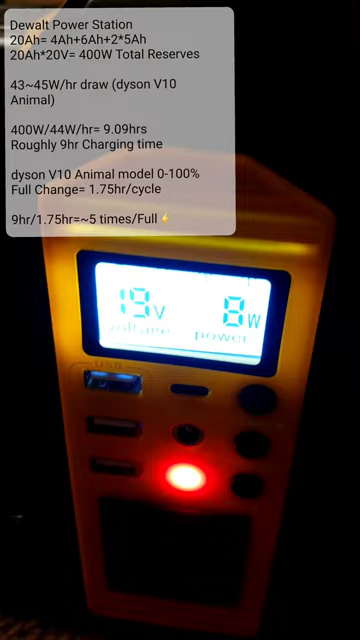 Dewalt Power Station
20Ah= 4Ah+6Ah+2*5Ah
20Ah*20V= 400W Total Reserves
43~45W/hr draw (dyson V10
Animal)
400W/44W/hr= 9.09hrs
Roughly 9hr Charging time
dyson V10 Animal model 0-100%
Full Change= 1.75hr/cycle
9hr/1.75hr=~5 times/Full⚡
19V 8W
voltage power
USB